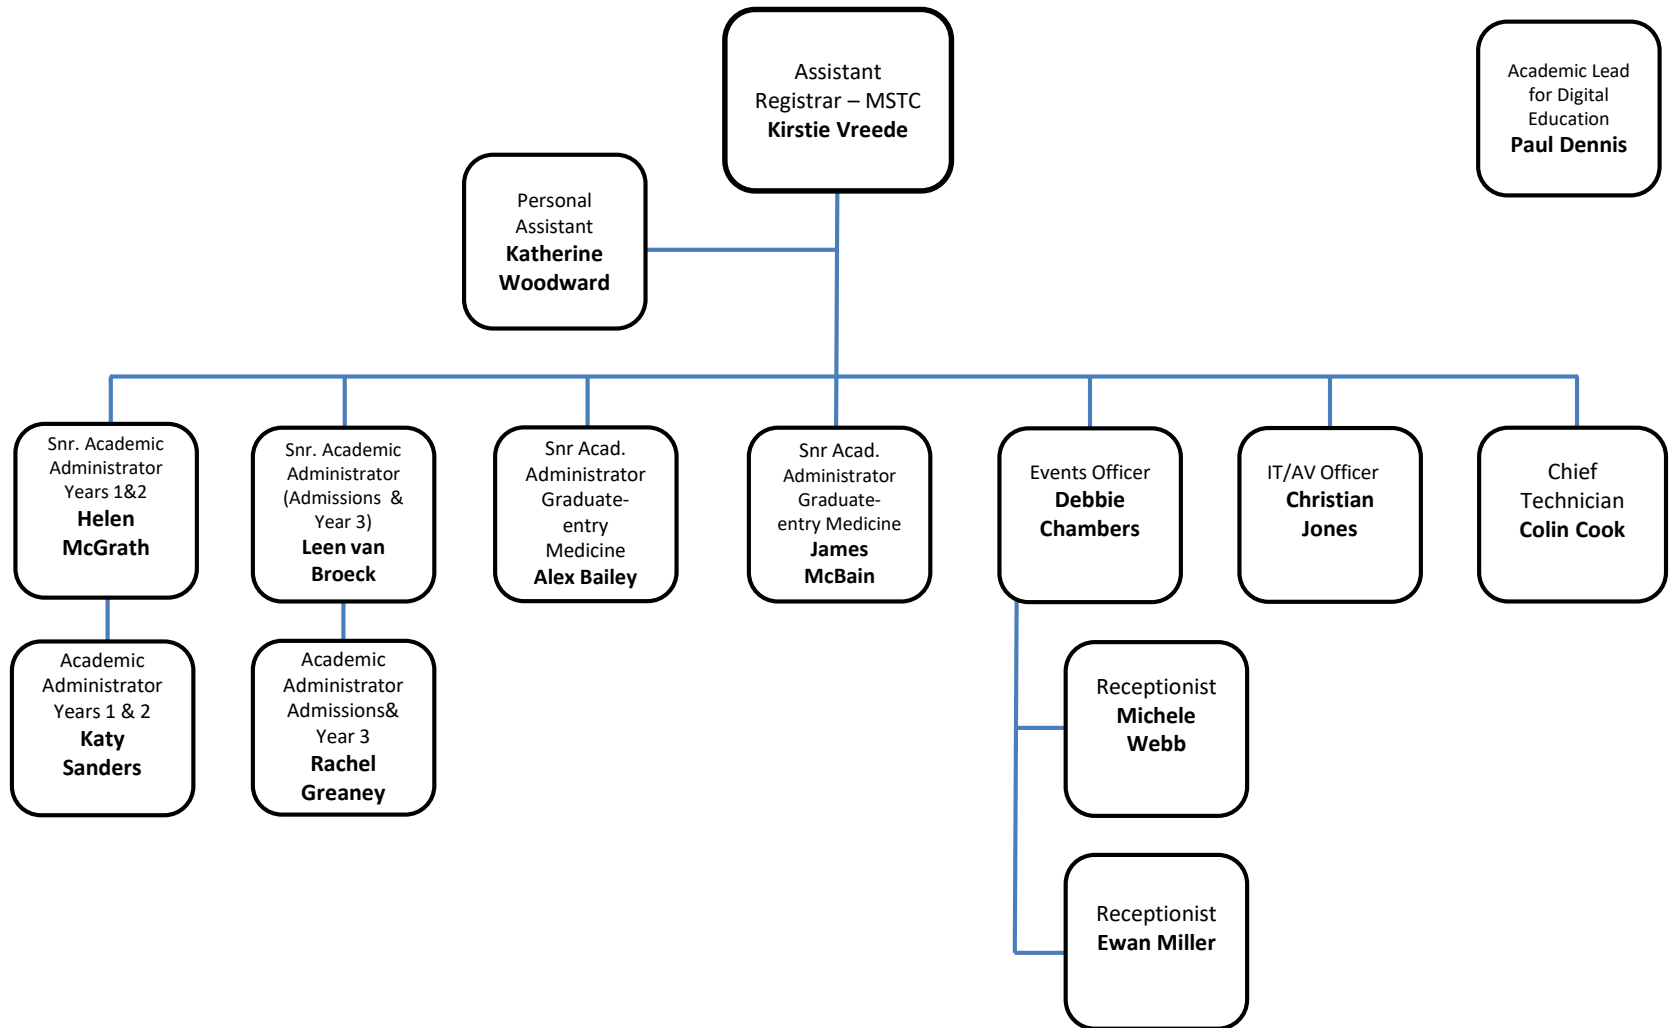 Assistant
Registrar – MSTC
Kirstie Vreede
Academic Lead
for Digital
Education
Paul Dennis
Personal
Assistant
Katherine
Woodward
Snr. Academic
Administrator
Years 1&2
Helen
McGrath
Snr. Academic
Administrator
(Admissions &
Year 3)
Leen van
Broeck
Snr Acad.
Administrator
Graduate-
entry
Medicine
Alex Bailey
Snr Acad.
Administrator
Graduate-
entry Medicine
James
McBain
Events Officer
Debbie
Chambers
IT/AV Officer
Christian
Jones
Chief
Technician
Colin Cook
Academic
Administrator
Years 1 & 2
Katy
Sanders
Academic
Administrator
Admissions&
Year 3
Rachel
Greaney
Receptionist
Michele
Webb
Receptionist
Ewan Miller